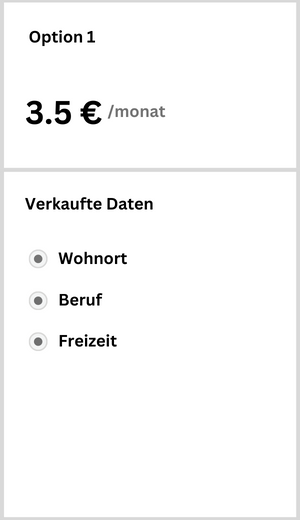 Option 1
3.5 € /monat
Verkaufte Daten
Wohnort
Beruf
Freizeit